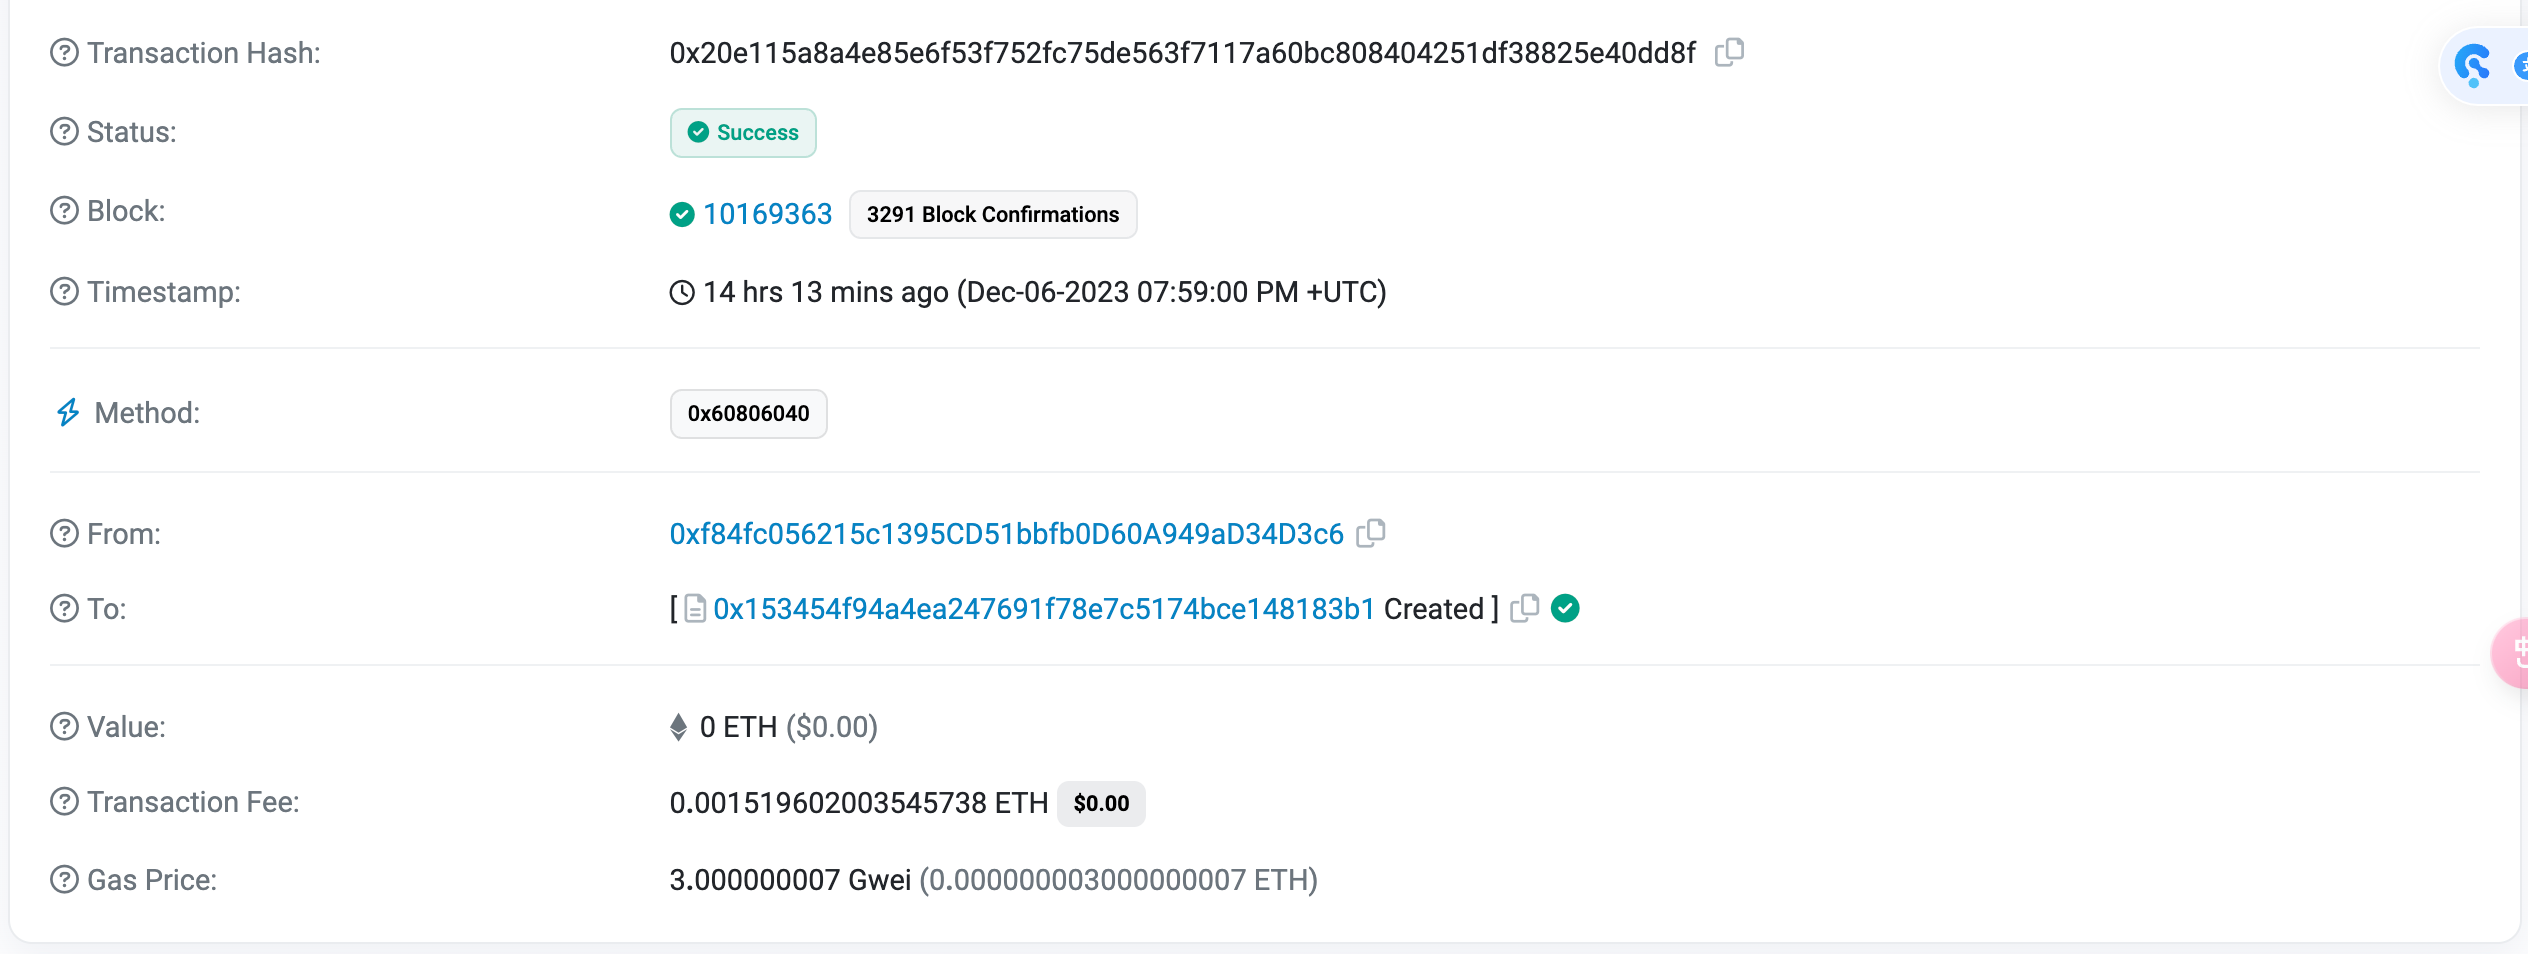 Transaction Hash: 0x20e115a8a4e85e6f53f752fc75de563f7117a60bc808404251df38825e40dd8f
Status: Success
Block: 10169363 3291 Block Confirmations
Timestamp: 14 hrs 13 mins ago (Dec-06-2023 07:59:00 PM +UTC)
Method: 0x60806040
From: 0xf84fc056215c1395CD51bbfb0D60A949aD34D3c6
To: [ 0x153454f94a4ea247691f78e7c5174bce148183b1 Created ]
Value: 0 ETH ($0.00)
Transaction Fee: 0.001519602003545738 ETH $0.00
Gas Price: 3.000000007 Gwei (0.000000003000000007 ETH)